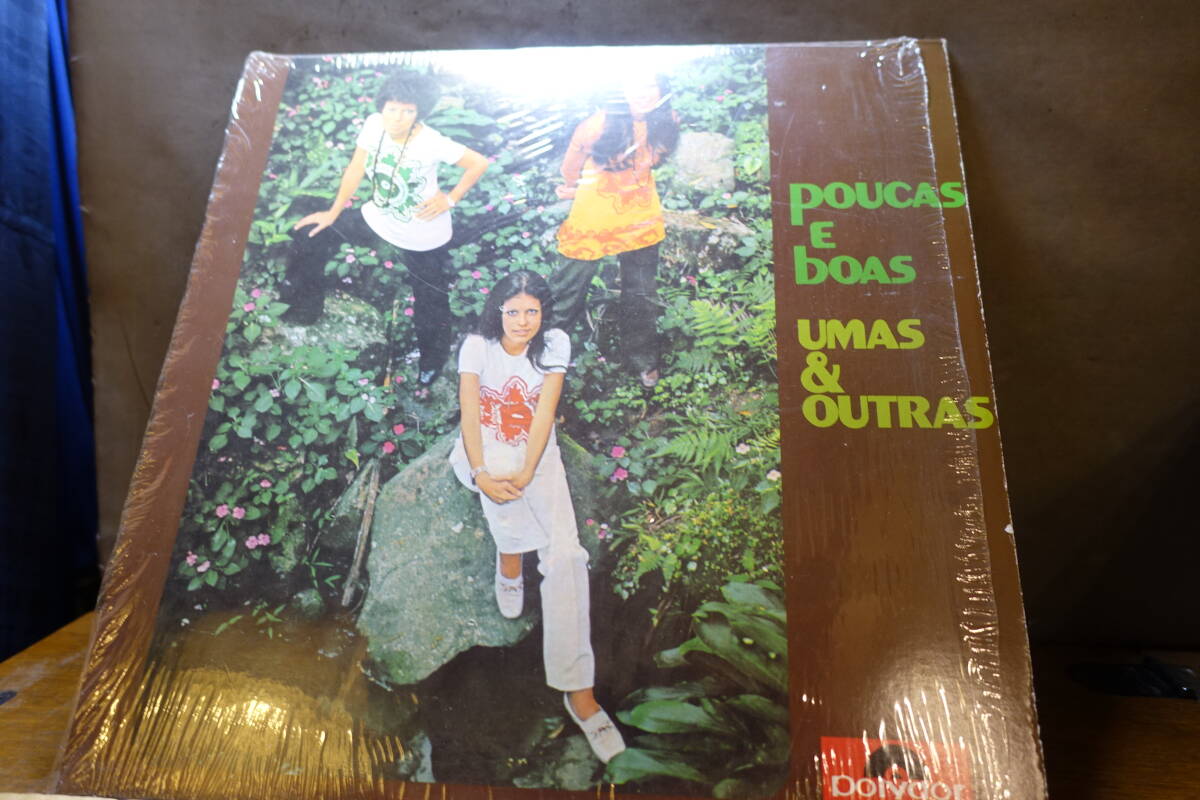 POUCAS
E
BOAS
UMAS
&
OUTRAS
polydor